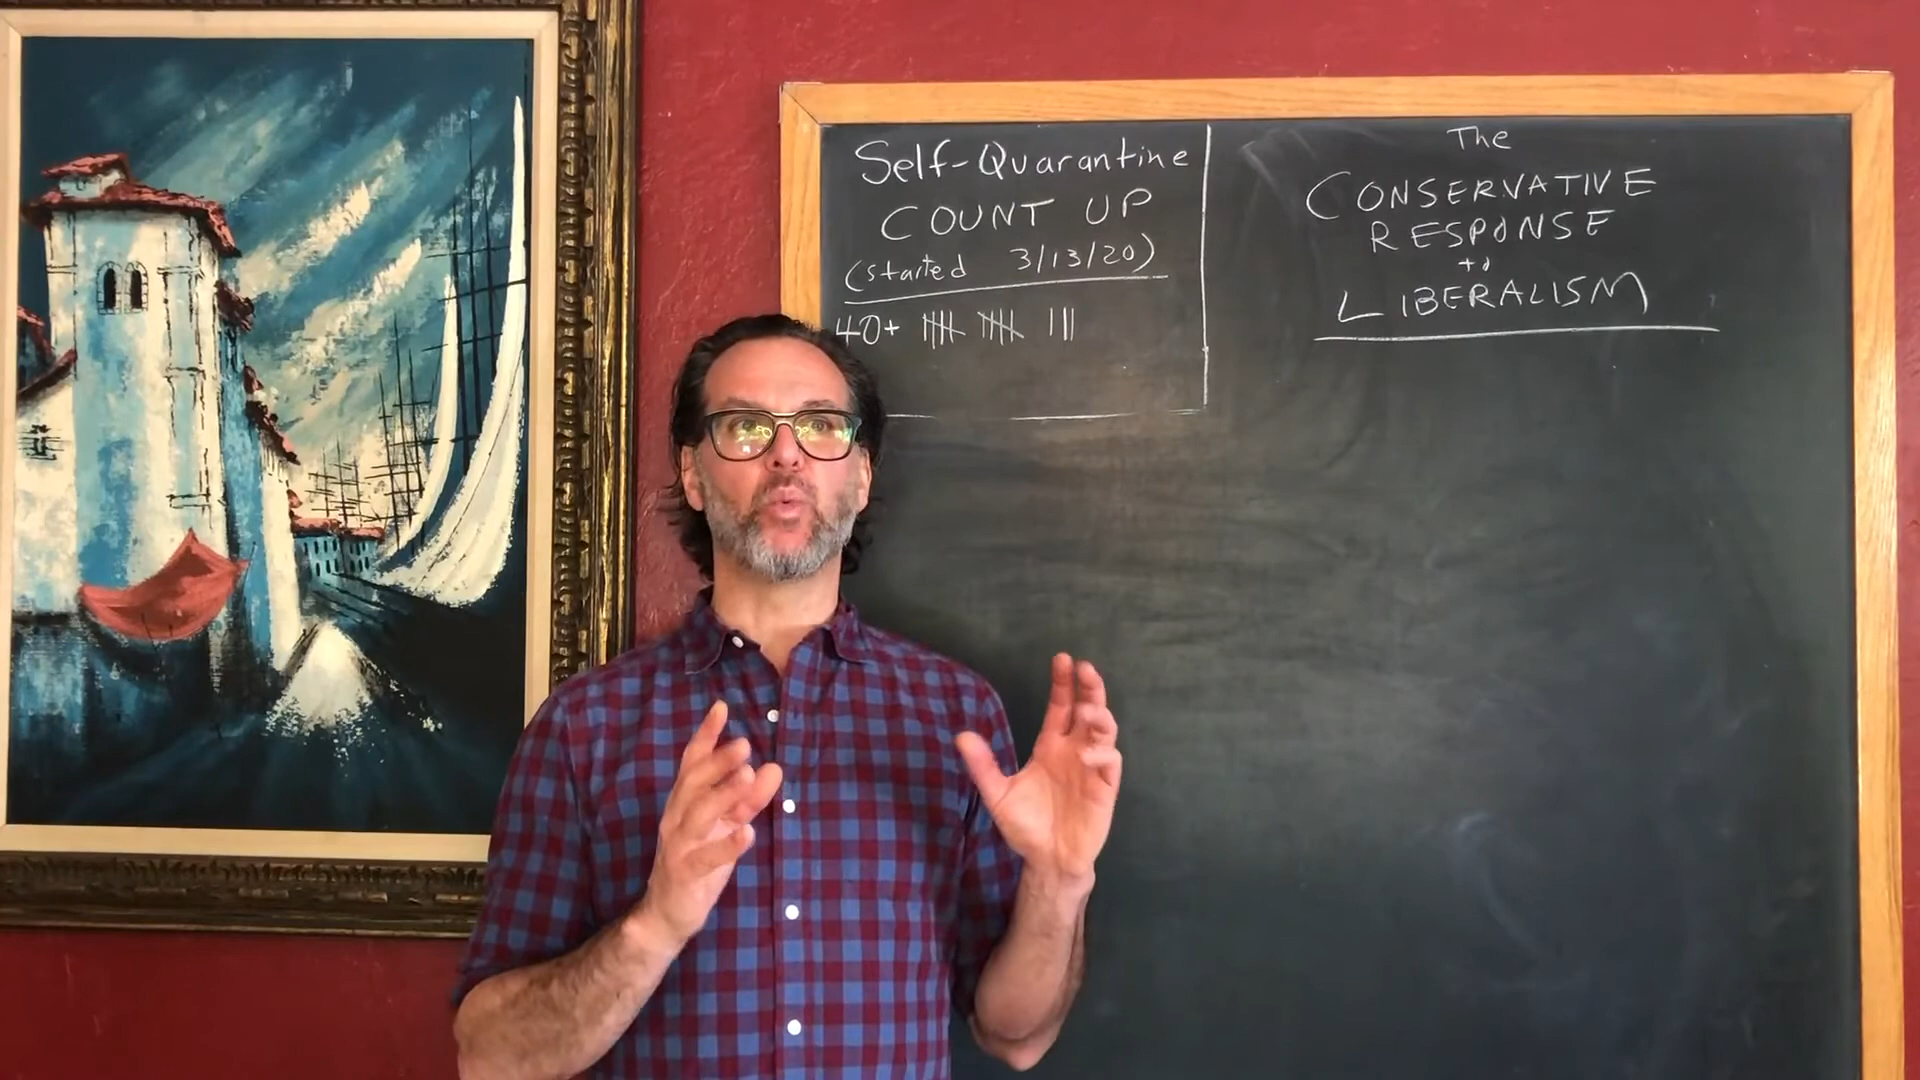 Self-Quarantine
COUNT UP
(started 3/13/20)
40+ 𝍸 𝍸 |||
The
CONSERVATIVE
RESPONSE
to
LIBERALISM